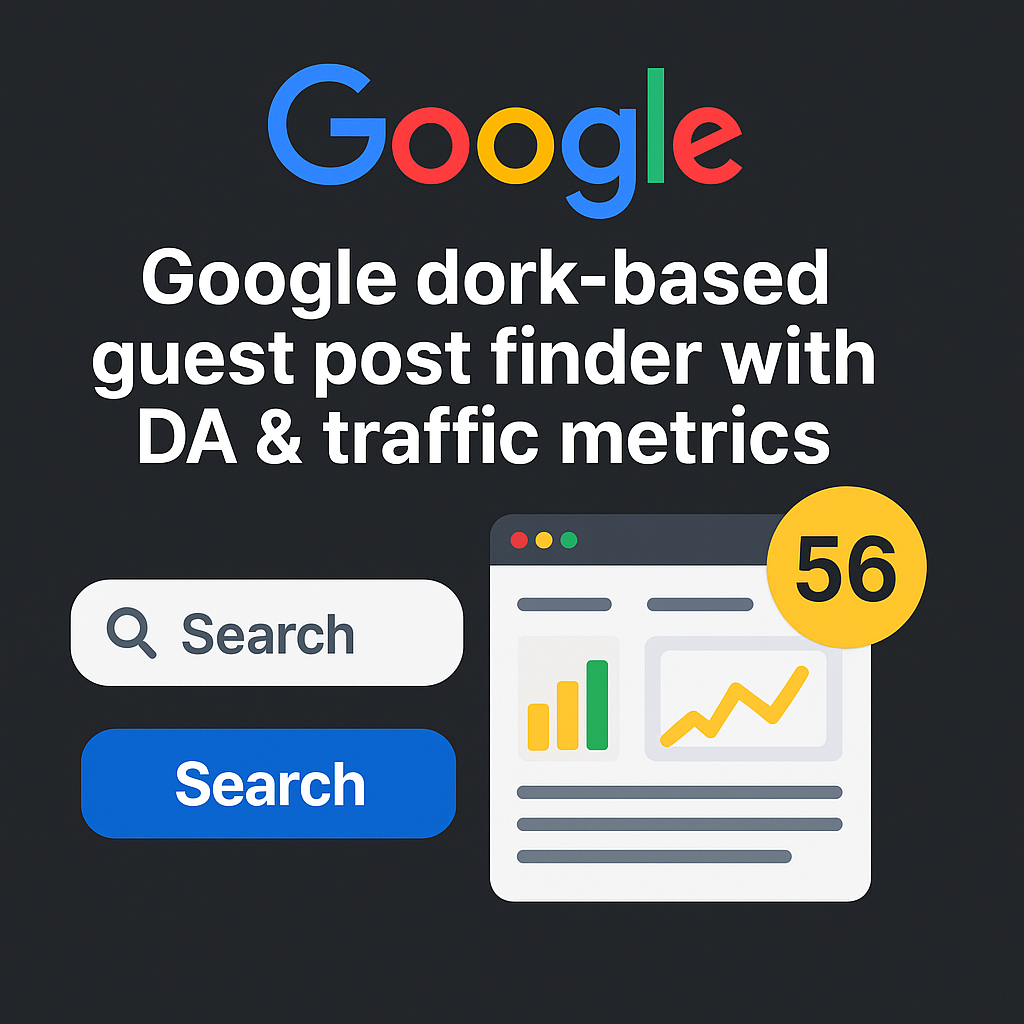 Google
Google dork-based
guest post finder with
DA & traffic metrics
56
Search
Search